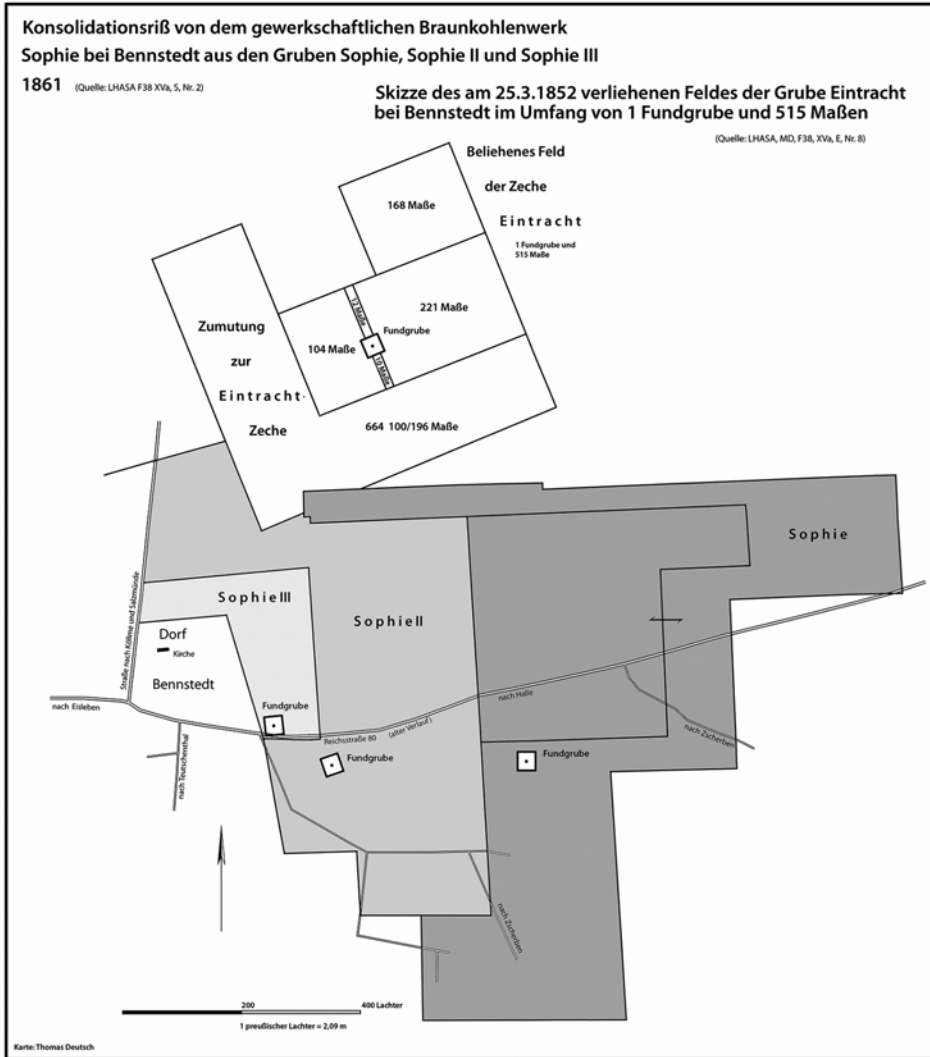 Konsolidationsriß von dem gewerkschaftlichen Braunkohlenwerk
Sophie bei Bennstedt aus den Gruben Sophie, Sophie II und Sophie III
1861 (Quelle: LHASA F38 XVa, S, Nr. 2)
Skizze des am 25.3.1852 verliehenen Feldes der Grube Eintracht
bei Bennstedt im Umfang von 1 Fundgrube und 515 Maßen
(Quelle: LHASA, MD, F38, XVa, E, Nr. 8)
Beliehenes Feld
der Zeche
Eintracht
1 Fundgrube und
515 Maße
168 Maße
221 Maße
12 Maße
Fundgrube
104 Maße
10 Maße
Zumutung
zur
Eintracht-
Zeche
664 100/196 Maße
Sophie
Sophie III
Sophie II
Straße nach Köllme und Salzmünde
Dorf
Kirche
Bennstedt
nach Eisleben
nach Teutschenthal
Fundgrube
Reichsstraße 80
(alter Verlauf)
nach Halle
nach Zscherben
Fundgrube
Fundgrube
nach Zscherben
200
400 Lachter
1 preußischer Lachter = 2,09 m
Karte: Thomas Deutsch